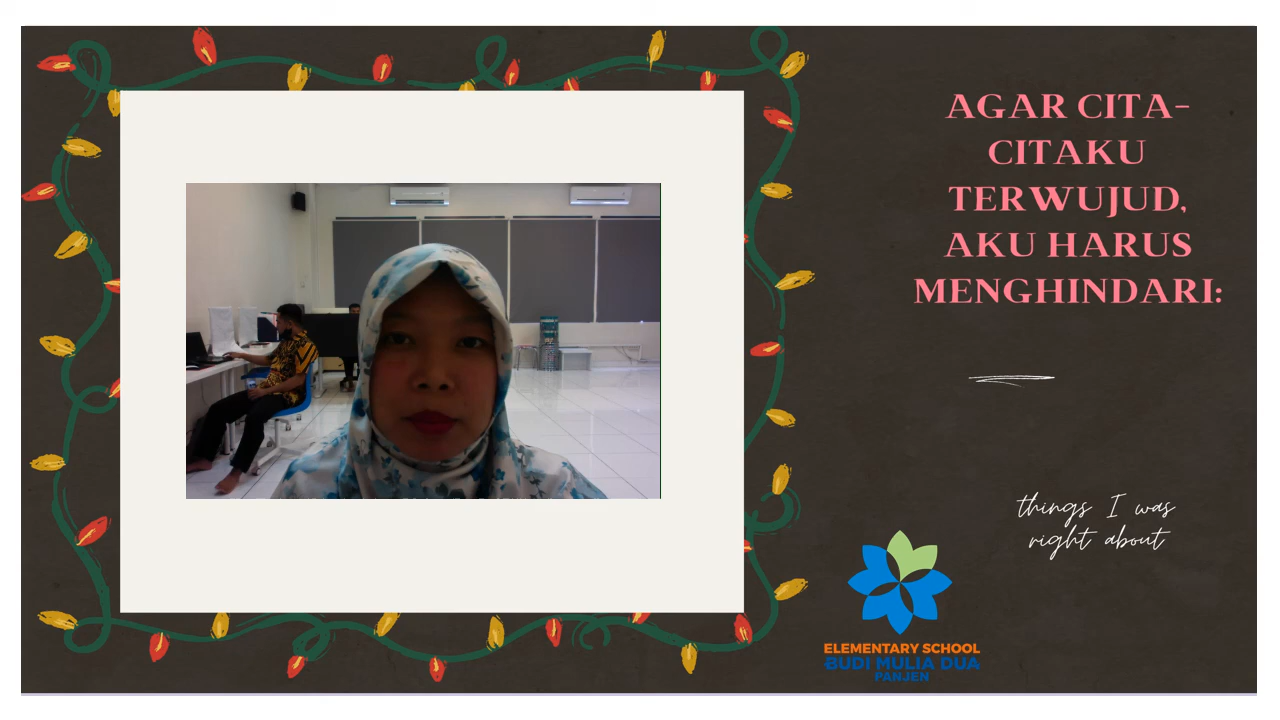 AGAR CITA-
CITAKU
TERWUJUD,
AKU HARUS
MENGHINDARI:
things I was
right about
ELEMENTARY SCHOOL
BUDI MULIA DUA
PANJEN